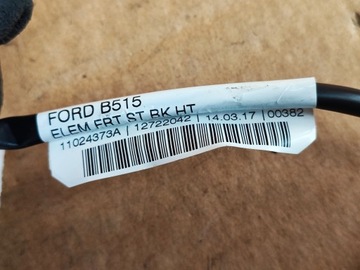 FORD B515
ELEM FRT ST BK HT
11024373A | 12722042 | 14.03.17 | 00382